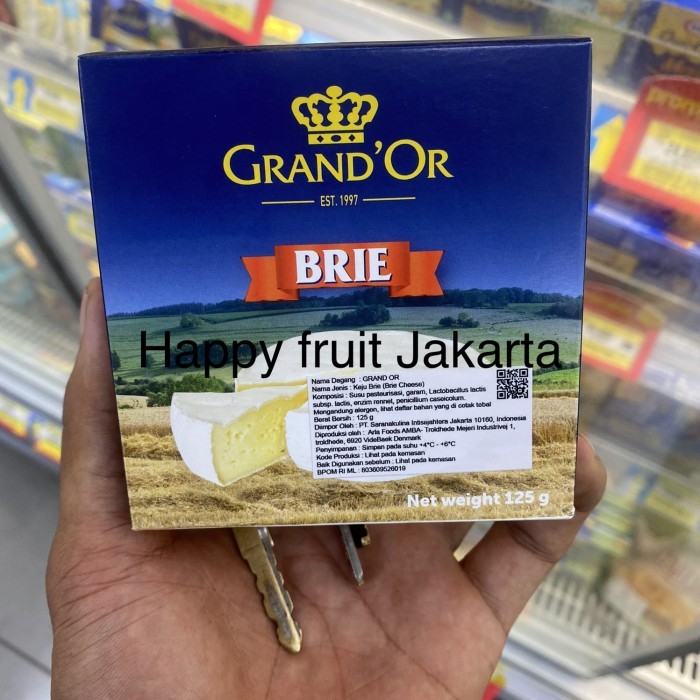 GRAND'OR
EST. 1997
BRIE
Happy fruit Jakarta
Nama Dagang : GRAND OR
Nama Jenis : Keju Brie (Brie Cheese)
Komposisi : Susu pasteurisasi, garam, Lactobacillus lactis
subsp. lactis, enzim rennet, penicillum caseicolum.
Mengandung alergen, lihat daftar bahan yang di cetak tebal
Berat Bersih : 125 g
Diimpor Oleh : PT. Saranakulina Intisejahtera Jakarta 10160, Indonesia
Diproduksi oleh : Arla Foods AMBA- Troldhede Mejeri Industrivej 1,
troldhede, 6920 VideBaek Denmark
Penyimpanan : Simpan pada suhu +4°C - +6°C
Kode Produksi : Lihat pada kemasan
Baik Digunakan sebelum : Lihat pada kemasan
BPOM RI ML : 803609526019
Net weight 125 g